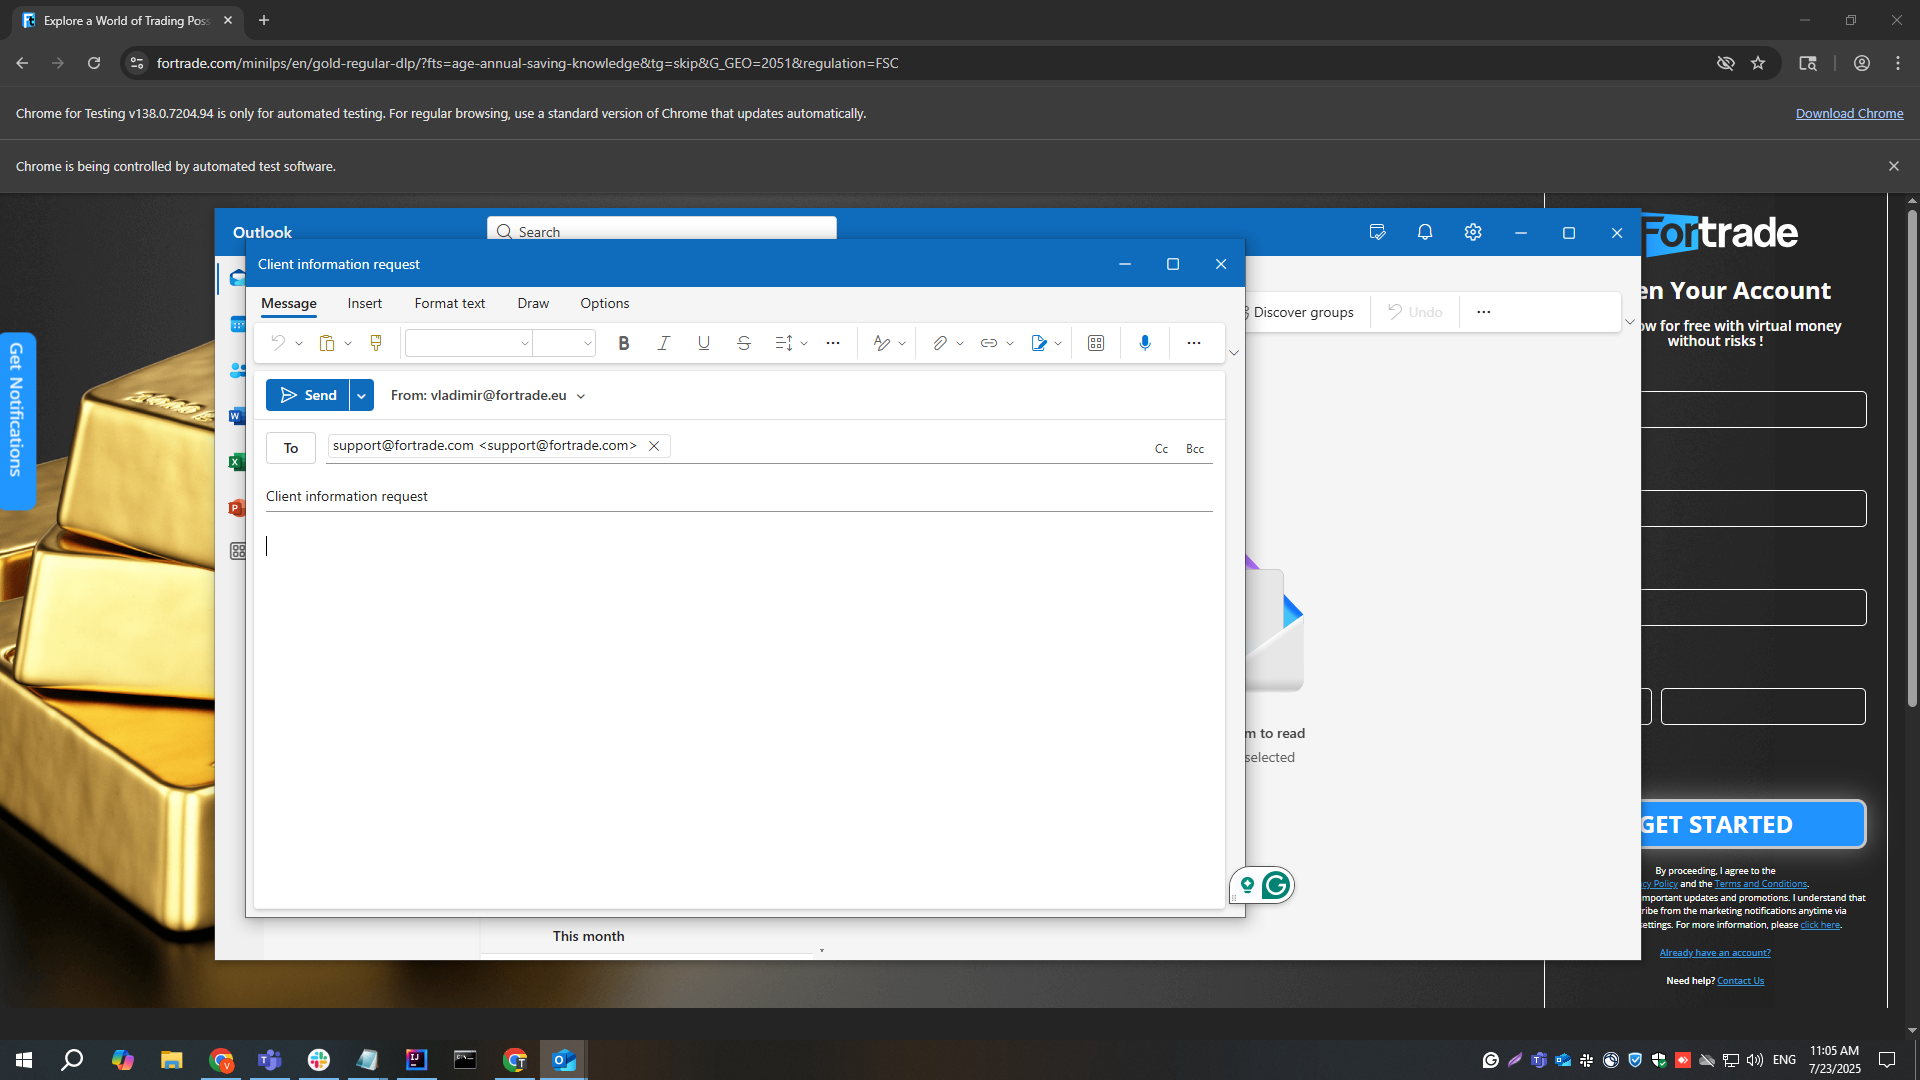 Explore a World of Trading Poss
fortrade.com/minilps/en/gold-regular-dlp/?fts=age-annual-saving-knowledge&tg=skip&G_GEO=2051&regulation=FSC
Chrome for Testing v138.0.7204.94 is only for automated testing. For regular browsing, use a standard version of Chrome that updates automatically.
Download Chrome
Chrome is being controlled by automated test software.
Get Notifications
Outlook
Search
Client information request
Message
Insert
Format text
Draw
Options
Discover groups
Undo
Send
From: vladimir@fortrade.eu
To
support@fortrade.com <support@fortrade.com>
Cc
Bcc
Client information request
m to read
selected
This month
Fortrade
en Your Account
ow for free with virtual money
without risks !
GET STARTED
By proceeding, I agree to the
cy Policy and the Terms and Conditions.
mportant updates and promotions. I understand that
ribe from the marketing notifications anytime via
ettings. For more information, please click here.
Already have an account?
Need help? Contact Us
ENG
11:05 AM
7/23/2025